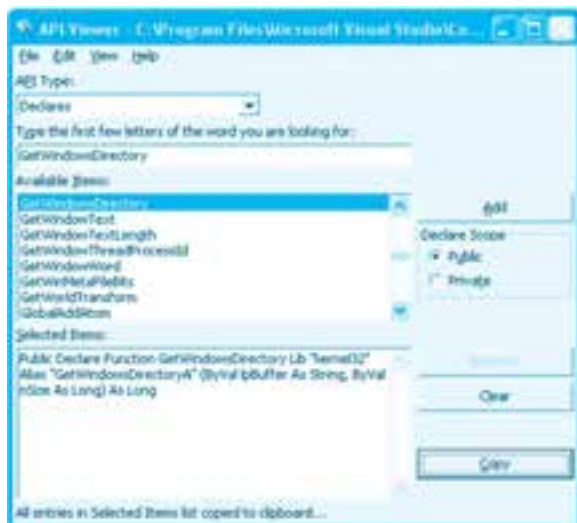 API Viewer - C:\Program Files\Microsoft Visual Studio\Co...
File Edit View Help
API Type:
Declares
Type the first few letters of the word you are looking for:
GetWindowsDirectory
Available Items:
GetWindowsDirectory
GetWindowText
GetWindowTextLength
GetWindowThreadProcessId
GetWindowWord
GetWinMetaFileBits
GetWorldTransform
GlobalAddAtom
Add
Declare Scope
Public
Private
Selected Items:
Public Declare Function GetWindowsDirectory Lib "kernel32"
Alias "GetWindowsDirectoryA" (ByVal lpBuffer As String, ByVal
nSize As Long) As Long
Clear
Copy
All entries in Selected Items list copied to clipboard...